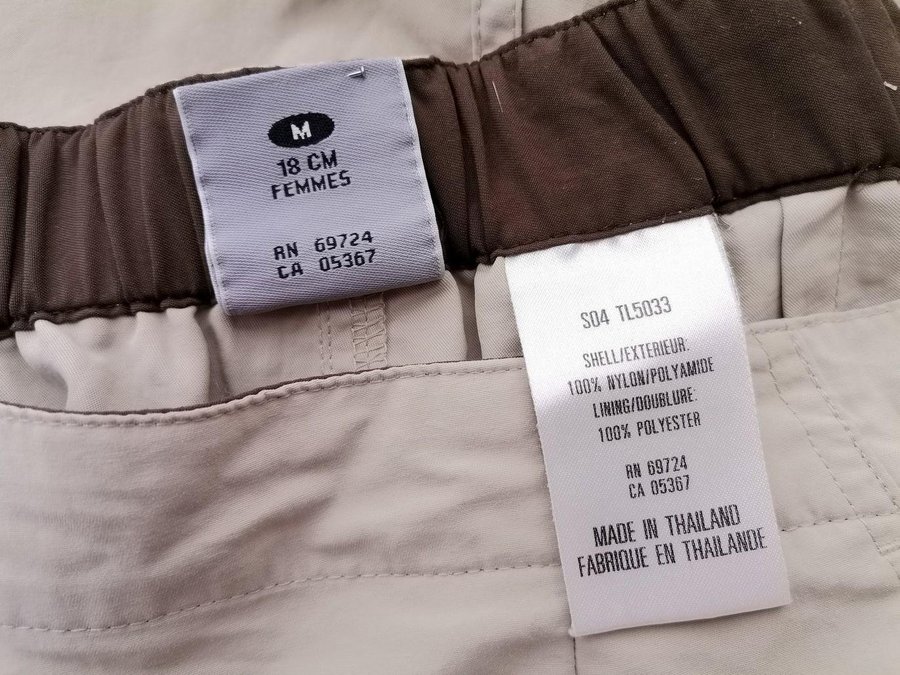 M
18 CM
FEMMES
RN 69724
CA 05367
S04 TL5033
SHELL/EXTERIEUR:
100% NYLON/POLYAMIDE
LINING/DOUBLURE:
100% POLYESTER
RN 69724
CA 05367
MADE IN THAILAND
FABRIQUE EN THAILANDE